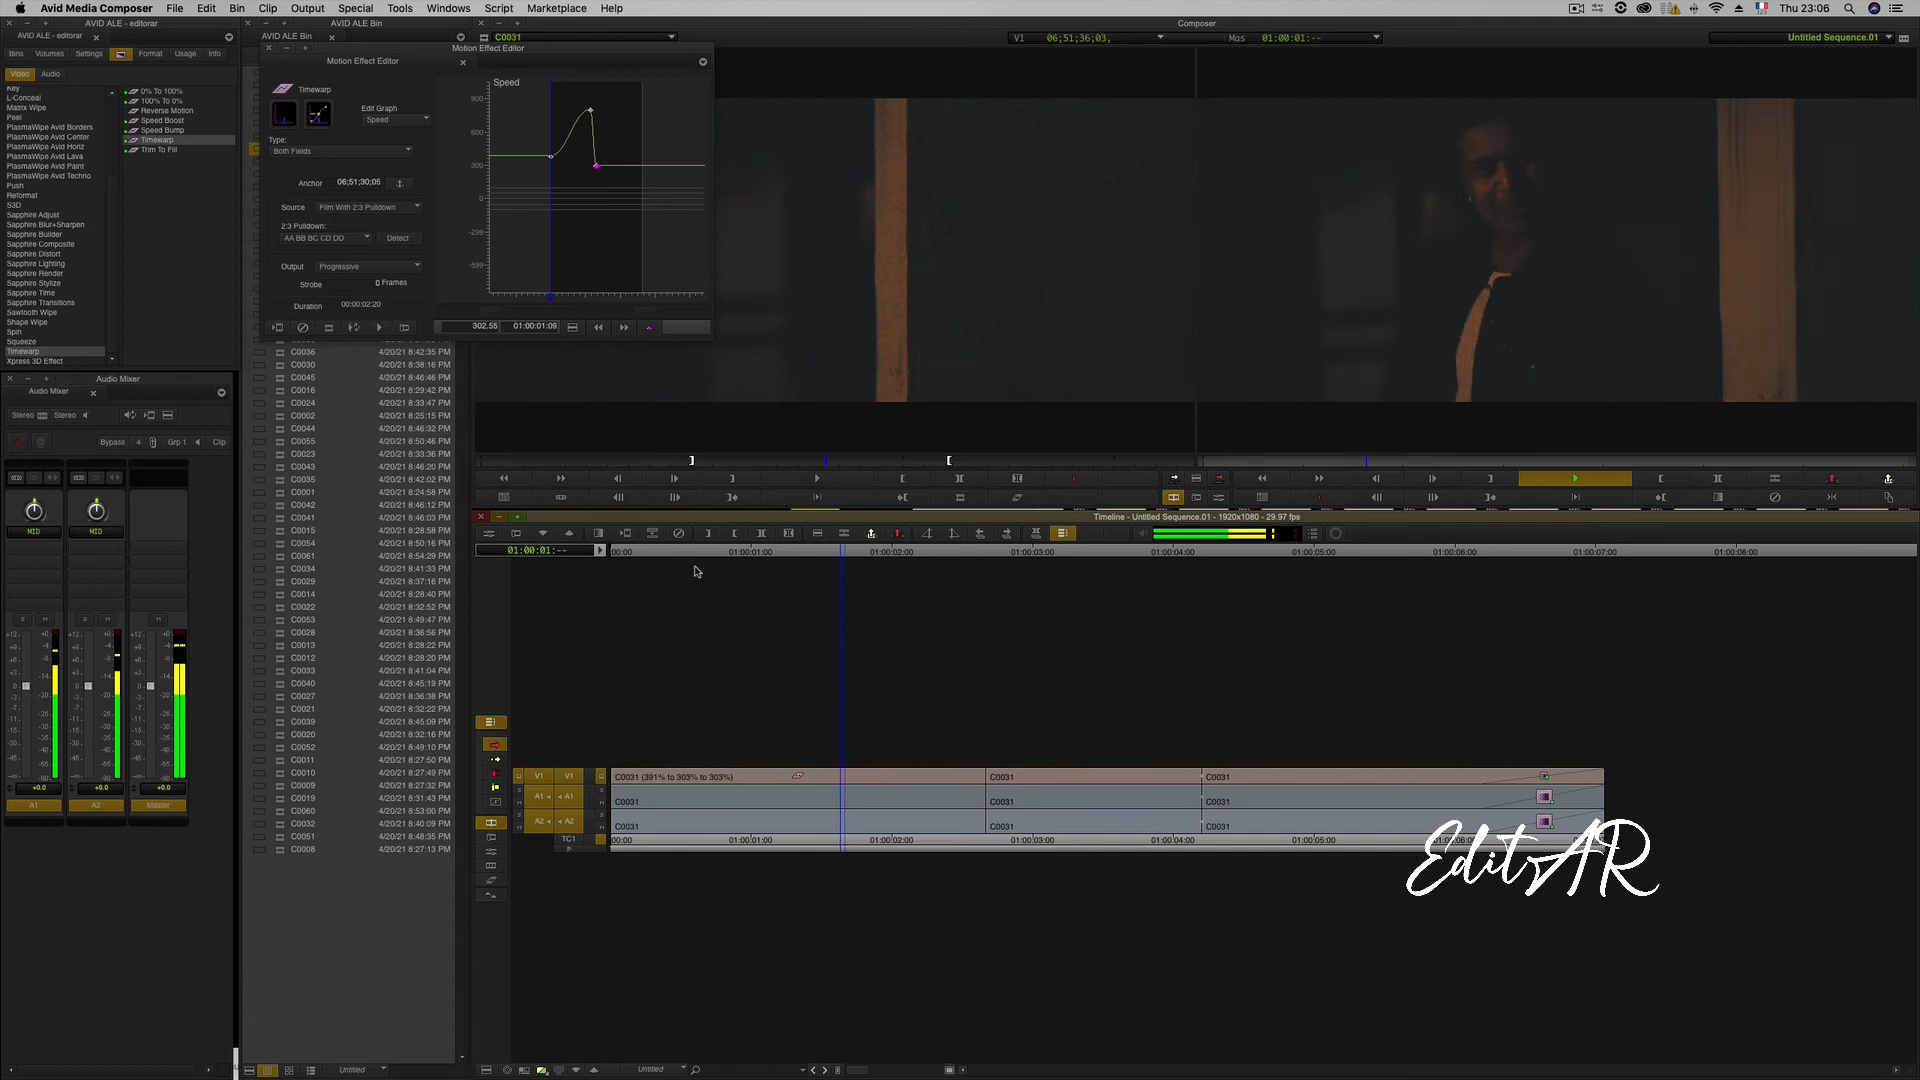 Avid Media Composer File Edit Bin Clip Output Special Tools Windows Script Marketplace Help
Thu 23:06
AVID ALE - editorar
AVID ALE Bin
Composer
AVID ALE - editorar
AVID ALE Bin
C0031
V1 06;51;36;03,
Mas 01:00:01:--
Untitled Sequence.01
Bins Volumes Settings Format Usage Info
Video Audio
Key
L-Conceal
Matrix Wipe
Peel
PlasmaWipe Avid Borders
PlasmaWipe Avid Center
PlasmaWipe Avid Horiz
PlasmaWipe Avid Lava
PlasmaWipe Avid Paint
PlasmaWipe Avid Techno
Push
Reformat
S3D
Sapphire Adjust
Sapphire Blur+Sharpen
Sapphire Builder
Sapphire Composite
Sapphire Distort
Sapphire Lighting
Sapphire Render
Sapphire Stylize
Sapphire Time
Sapphire Transitions
Sawtooth Wipe
Shape Wipe
Spin
Squeeze
Timewarp
Xpress 3D Effect
0% To 100%
100% To 0%
Reverse Motion
Speed Boost
Speed Bump
Timewarp
Trim To Fill
Motion Effect Editor
Motion Effect Editor
Timewarp
Edit Graph
Speed
Type:
Both Fields
Anchor 06;51;30;05
Source Film With 2:3 Pulldown
2:3 Pulldown:
AA BB BC CD DD Detect
Output Progressive
Strobe 0 Frames
Duration 00:00:02:20
Speed
900
600
300
0
-299
-599
302.55 01:00:01:09
C0036 4/20/21 8:42:35 PM
C0030 4/20/21 8:38:16 PM
C0045 4/20/21 8:46:46 PM
C0016 4/20/21 8:29:42 PM
C0024 4/20/21 8:33:47 PM
C0002 4/20/21 8:25:15 PM
C0044 4/20/21 8:46:32 PM
C0055 4/20/21 8:50:46 PM
C0023 4/20/21 8:33:36 PM
C0043 4/20/21 8:46:20 PM
C0035 4/20/21 8:42:02 PM
C0001 4/20/21 8:24:58 PM
C0042 4/20/21 8:46:12 PM
C0041 4/20/21 8:46:03 PM
C0015 4/20/21 8:28:58 PM
C0054 4/20/21 8:50:16 PM
C0061 4/20/21 8:54:29 PM
C0034 4/20/21 8:41:33 PM
C0029 4/20/21 8:37:16 PM
C0014 4/20/21 8:28:40 PM
C0022 4/20/21 8:32:52 PM
C0053 4/20/21 8:49:47 PM
C0028 4/20/21 8:36:56 PM
C0013 4/20/21 8:28:22 PM
C0012 4/20/21 8:28:20 PM
C0033 4/20/21 8:41:04 PM
C0040 4/20/21 8:45:19 PM
C0027 4/20/21 8:36:38 PM
C0021 4/20/21 8:32:22 PM
C0039 4/20/21 8:45:09 PM
C0020 4/20/21 8:32:16 PM
C0052 4/20/21 8:49:10 PM
C0011 4/20/21 8:27:50 PM
C0010 4/20/21 8:27:49 PM
C0009 4/20/21 8:27:32 PM
C0019 4/20/21 8:31:43 PM
C0060 4/20/21 8:53:00 PM
C0032 4/20/21 8:40:09 PM
C0051 4/20/21 8:48:35 PM
C0008 4/20/21 8:27:13 PM
Untitled
Audio Mixer
Audio Mixer
Stereo Stereo
Bypass 4 Grp 1 Clip
MID MID
S M S M M
+0.0 +0.0 +0.0
A1 A2 Master
Timeline - Untitled Sequence.01 - 1920x1080 - 29.97 fps
01:00:01:--
00:00 01:00:01:00 01:00:02:00 01:00:03:00 01:00:04:00 01:00:05:00 01:00:06:00 01:00:07:00 01:00:08:00
V1 V1 C0031 (391% to 303% to 303%) C0031 C0031
A1 A1 C0031 C0031 C0031
A2 A2 C0031 C0031 C0031
TC1 00:00 01:00:01:00 01:00:02:00 01:00:03:00 01:00:04:00 01:00:05:00
P
EditsAR
Untitled